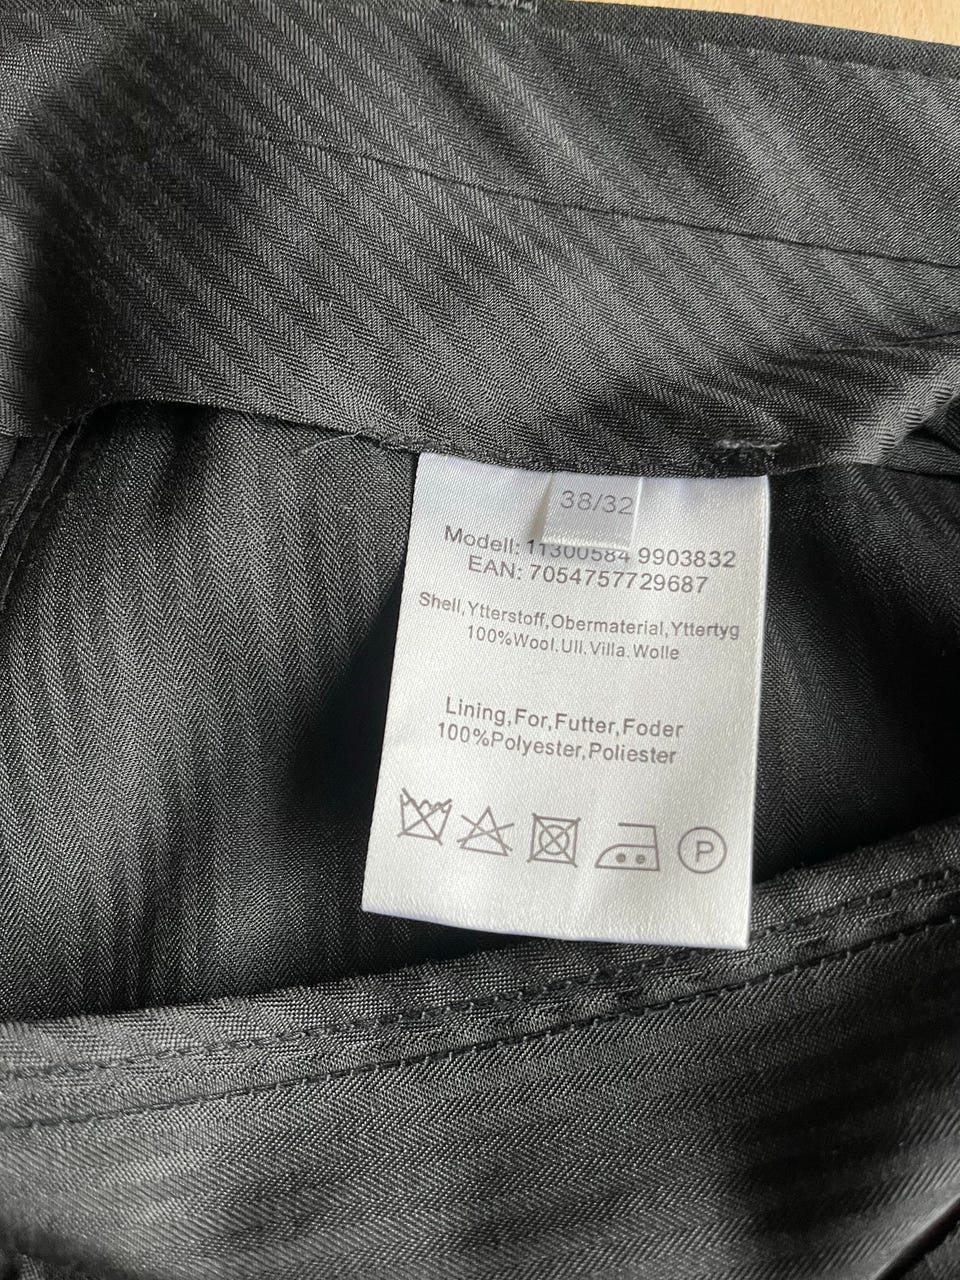 38/32
Modell: 11300584 9903832
EAN: 7054757729687
Shell,Ytterstoff,Obermaterial,Yttertyg
100%Wool.Ull.Villa.Wolle
Lining,For,Futter,Foder
100%Polyester,Poliester
P